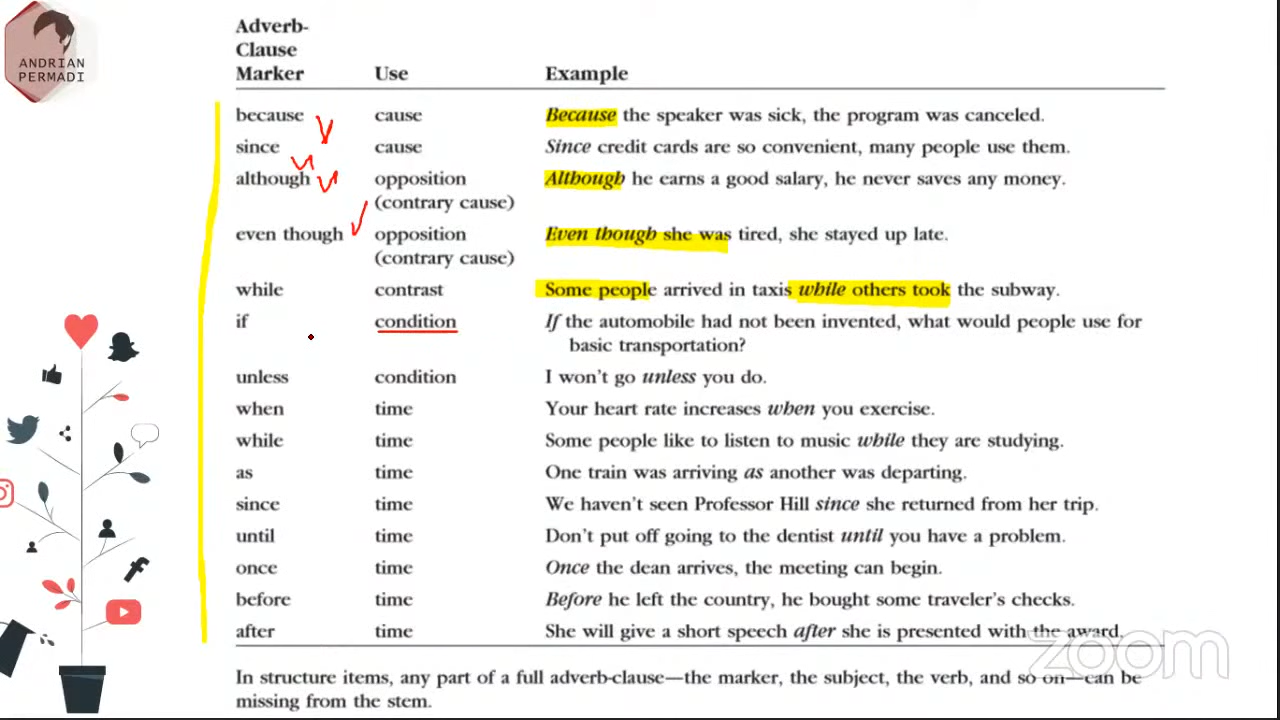 ANDRIAN
PERMADI
Adverb-
Clause
Marker Use Example
because cause Because the speaker was sick, the program was canceled.
since cause Since credit cards are so convenient, many people use them.
although opposition Although he earns a good salary, he never saves any money.
(contrary cause)
even though opposition Even though she was tired, she stayed up late.
(contrary cause)
while contrast Some people arrived in taxis while others took the subway.
if condition If the automobile had not been invented, what would people use for
basic transportation?
unless condition I won't go unless you do.
when time Your heart rate increases when you exercise.
while time Some people like to listen to music while they are studying.
as time One train was arriving as another was departing.
since time We haven't seen Professor Hill since she returned from her trip.
until time Don't put off going to the dentist until you have a problem.
once time Once the dean arrives, the meeting can begin.
before time Before he left the country, he bought some traveler's checks.
after time She will give a short speech after she is presented with the award.
zoom
In structure items, any part of a full adverb-clause—the marker, the subject, the verb, and so on—can be
missing from the stem.